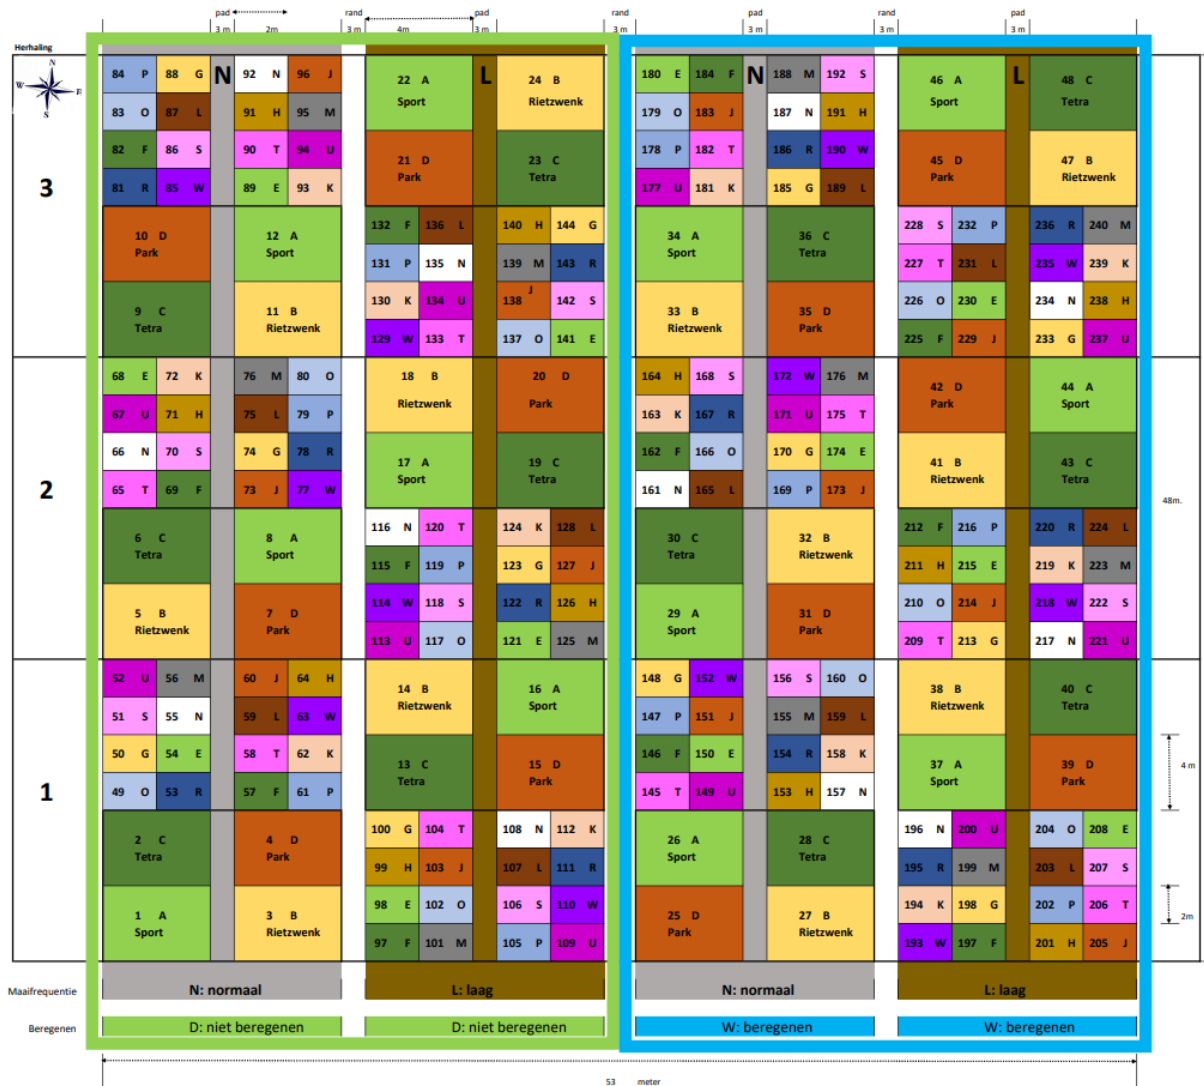 pad rand pad rand pad pad
3 m 2m 3 m 4m 3 m 3 m 3 m 3 m 3 m
Herhaling
N
W E
S
N L N L
84 P 88 G 92 N 96 J 22 A Sport 24 B Rietzwenk 180 E 184 F 188 M 192 S 46 A Sport 48 C Tetra
83 O 87 L 91 H 95 M 179 O 183 J 187 N 191 H
82 F 86 S 90 T 94 U 21 D Park 23 C Tetra 178 P 182 T 186 R 190 W 45 D Park 47 B Rietzwenk
3
81 R 85 W 89 E 93 K 177 U 181 K 185 G 189 L
10 D Park 12 A Sport 132 F 136 L 140 H 144 G 34 A Sport 36 C Tetra 228 S 232 P 236 R 240 M
131 P 135 N 139 M 143 R 227 T 231 L 235 W 239 K
9 C Tetra 11 B Rietzwenk 130 K 134 U 138 J 142 S 33 B Rietzwenk 35 D Park 226 O 230 E 234 N 238 H
129 W 133 T 137 O 141 E 225 F 229 J 233 G 237 U
68 E 72 K 76 M 80 O 18 B Rietzwenk 20 D Park 164 H 168 S 172 W 176 M 42 D Park 44 A Sport
67 U 71 H 75 L 79 P 163 K 167 R 171 U 175 T
66 N 70 S 74 G 78 R 17 A Sport 19 C Tetra 162 F 166 O 170 G 174 E 41 B Rietzwenk 43 C Tetra
2
65 T 69 F 73 J 77 W 161 N 165 L 169 P 173 J
48m.
6 C Tetra 8 A Sport 116 N 120 T 124 K 128 L 30 C Tetra 32 B Rietzwenk 212 F 216 P 220 R 224 L
115 F 119 P 123 G 127 J 211 H 215 E 219 K 223 M
5 B Rietzwenk 7 D Park 114 W 118 S 122 R 126 H 29 A Sport 31 D Park 210 O 214 J 218 W 222 S
113 U 117 O 121 E 125 M 209 T 213 G 217 N 221 U
52 U 56 M 60 J 64 H 14 B Rietzwenk 16 A Sport 148 G 152 W 156 S 160 O 38 B Rietzwenk 40 C Tetra
51 S 55 N 59 L 63 W 147 P 151 J 155 M 159 L
50 G 54 E 58 T 62 K 13 C Tetra 15 D Park 146 F 150 E 154 R 158 K 37 A Sport 39 D Park
4 m
1
49 O 53 R 57 F 61 P 145 T 149 U 153 H 157 N
2 C Tetra 4 D Park 100 G 104 T 108 N 112 K 26 A Sport 28 C Tetra 196 N 200 U 204 O 208 E
99 H 103 J 107 L 111 R 195 R 199 M 203 L 207 S
1 A Sport 3 B Rietzwenk 98 E 102 O 106 S 110 W 25 D Park 27 B Rietzwenk 194 K 198 G 202 P 206 T
2m
97 F 101 M 105 P 109 U 193 W 197 F 201 H 205 J
Maaifrequentie N: normaal L: laag N: normaal L: laag
Beregenen D: niet beregenen D: niet beregenen W: beregenen W: beregenen
53 meter